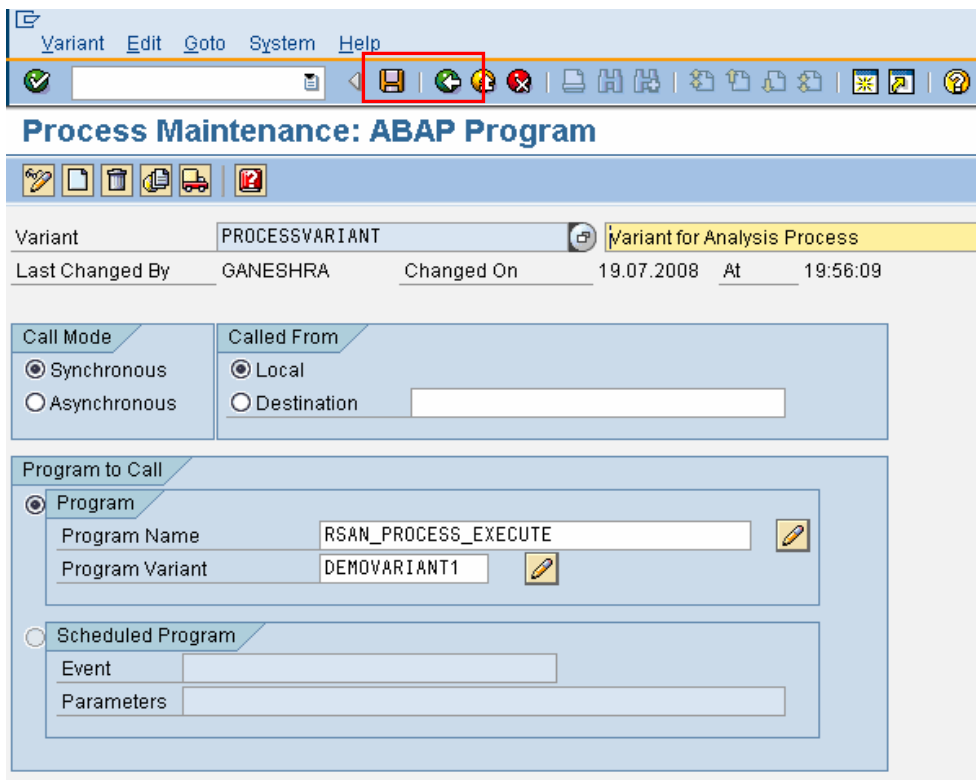 Variant Edit Goto System Help
Process Maintenance: ABAP Program
Variant PROCESSVARIANT Variant for Analysis Process
Last Changed By GANESHRA Changed On 19.07.2008 At 19:56:09
Call Mode Called From
Synchronous Local
Asynchronous Destination
Program to Call
Program
Program Name RSAN_PROCESS_EXECUTE
Program Variant DEMOVARIANT1
Scheduled Program
Event
Parameters